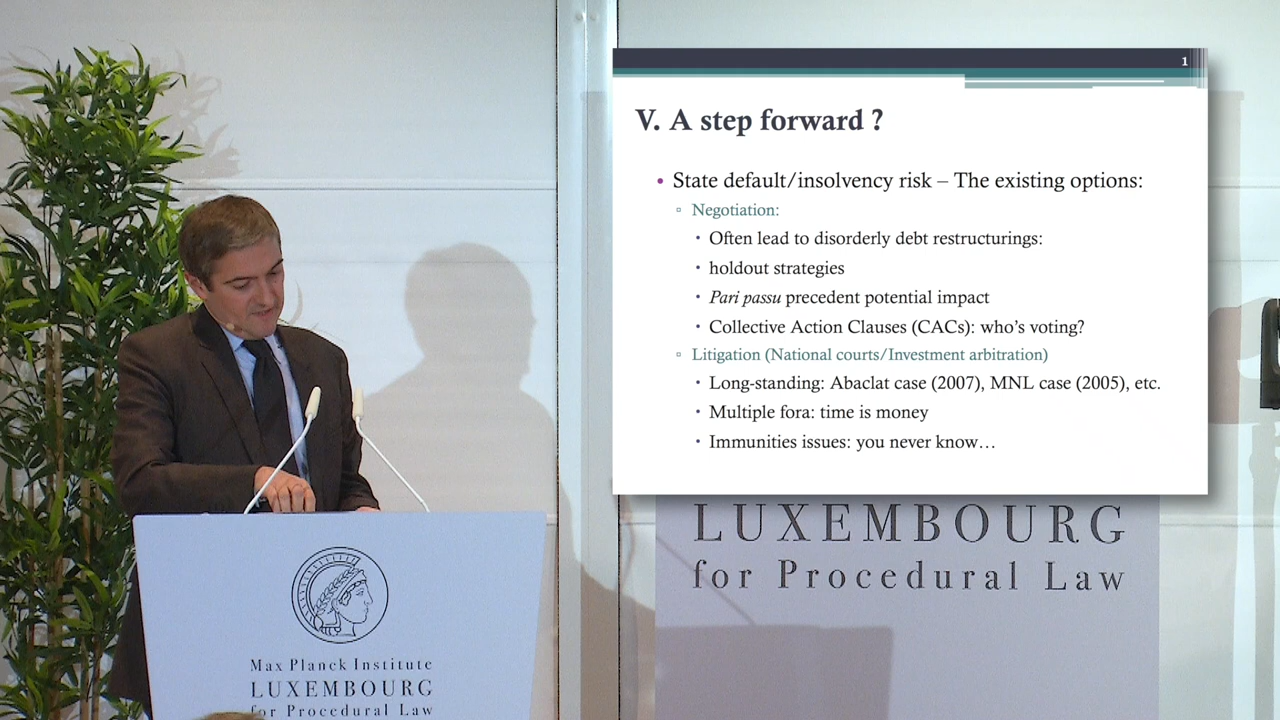 1
V. A step forward ?
• State default/insolvency risk – The existing options:
▫ Negotiation:
• Often lead to disorderly debt restructurings:
• holdout strategies
• Pari passu precedent potential impact
• Collective Action Clauses (CACs): who's voting?
▫ Litigation (National courts/Investment arbitration)
• Long-standing: Abaclat case (2007), MNL case (2005), etc.
• Multiple fora: time is money
• Immunities issues: you never know…
LUXEMBOURG
for Procedural Law
Max Planck Institute
LUXEMBOURG
for Procedural Law